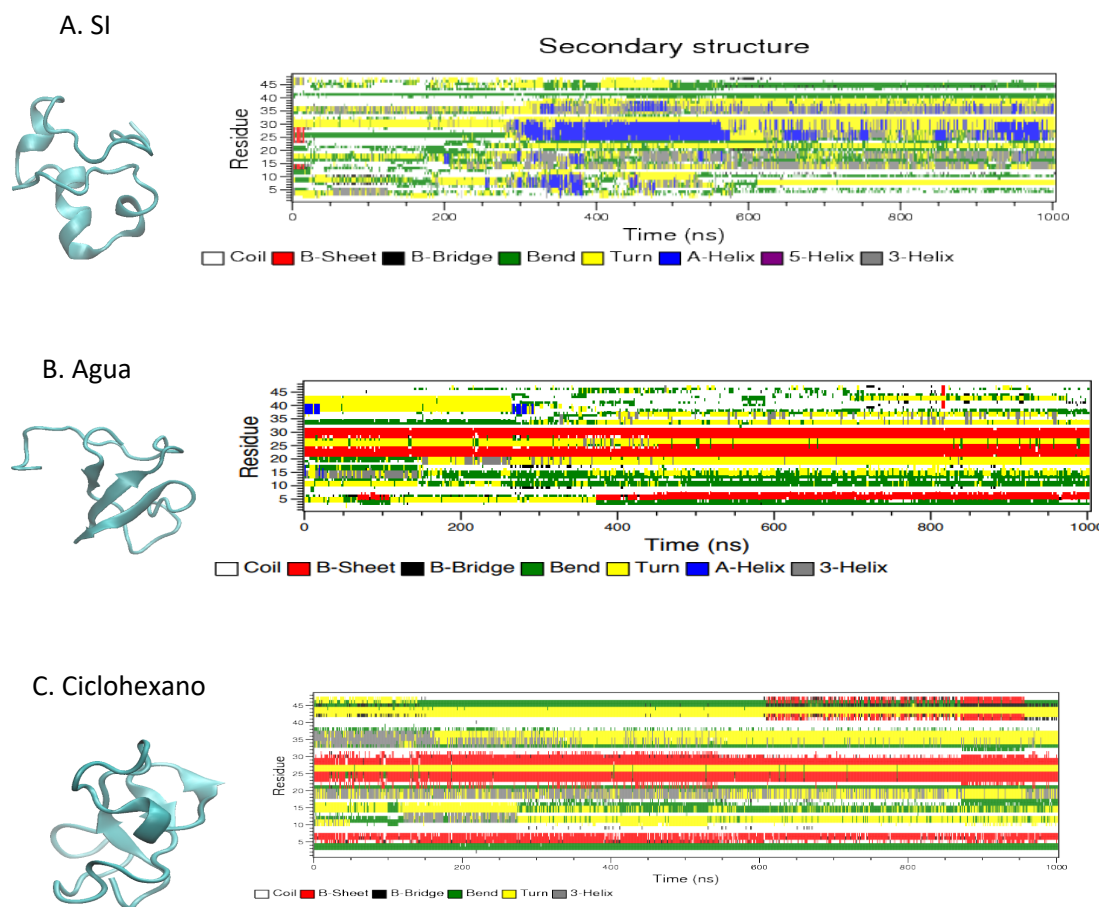 A. SI
Secondary structure
Residue
45
40
35
30
25
20
15
10
5
0 200 400 600 800 1000
Time (ns)
Coil B-Sheet B-Bridge Bend Turn A-Helix 5-Helix 3-Helix
B. Agua
Residue
45
40
35
30
25
20
15
10
5
0 200 400 600 800 1000
Time (ns)
Coil B-Sheet B-Bridge Bend Turn A-Helix 3-Helix
C. Ciclohexano
Residue
45
40
35
30
25
20
15
10
5
0 200 400 600 800 1000
Time (ns)
Coil B-Sheet B-Bridge Bend Turn 3-Helix